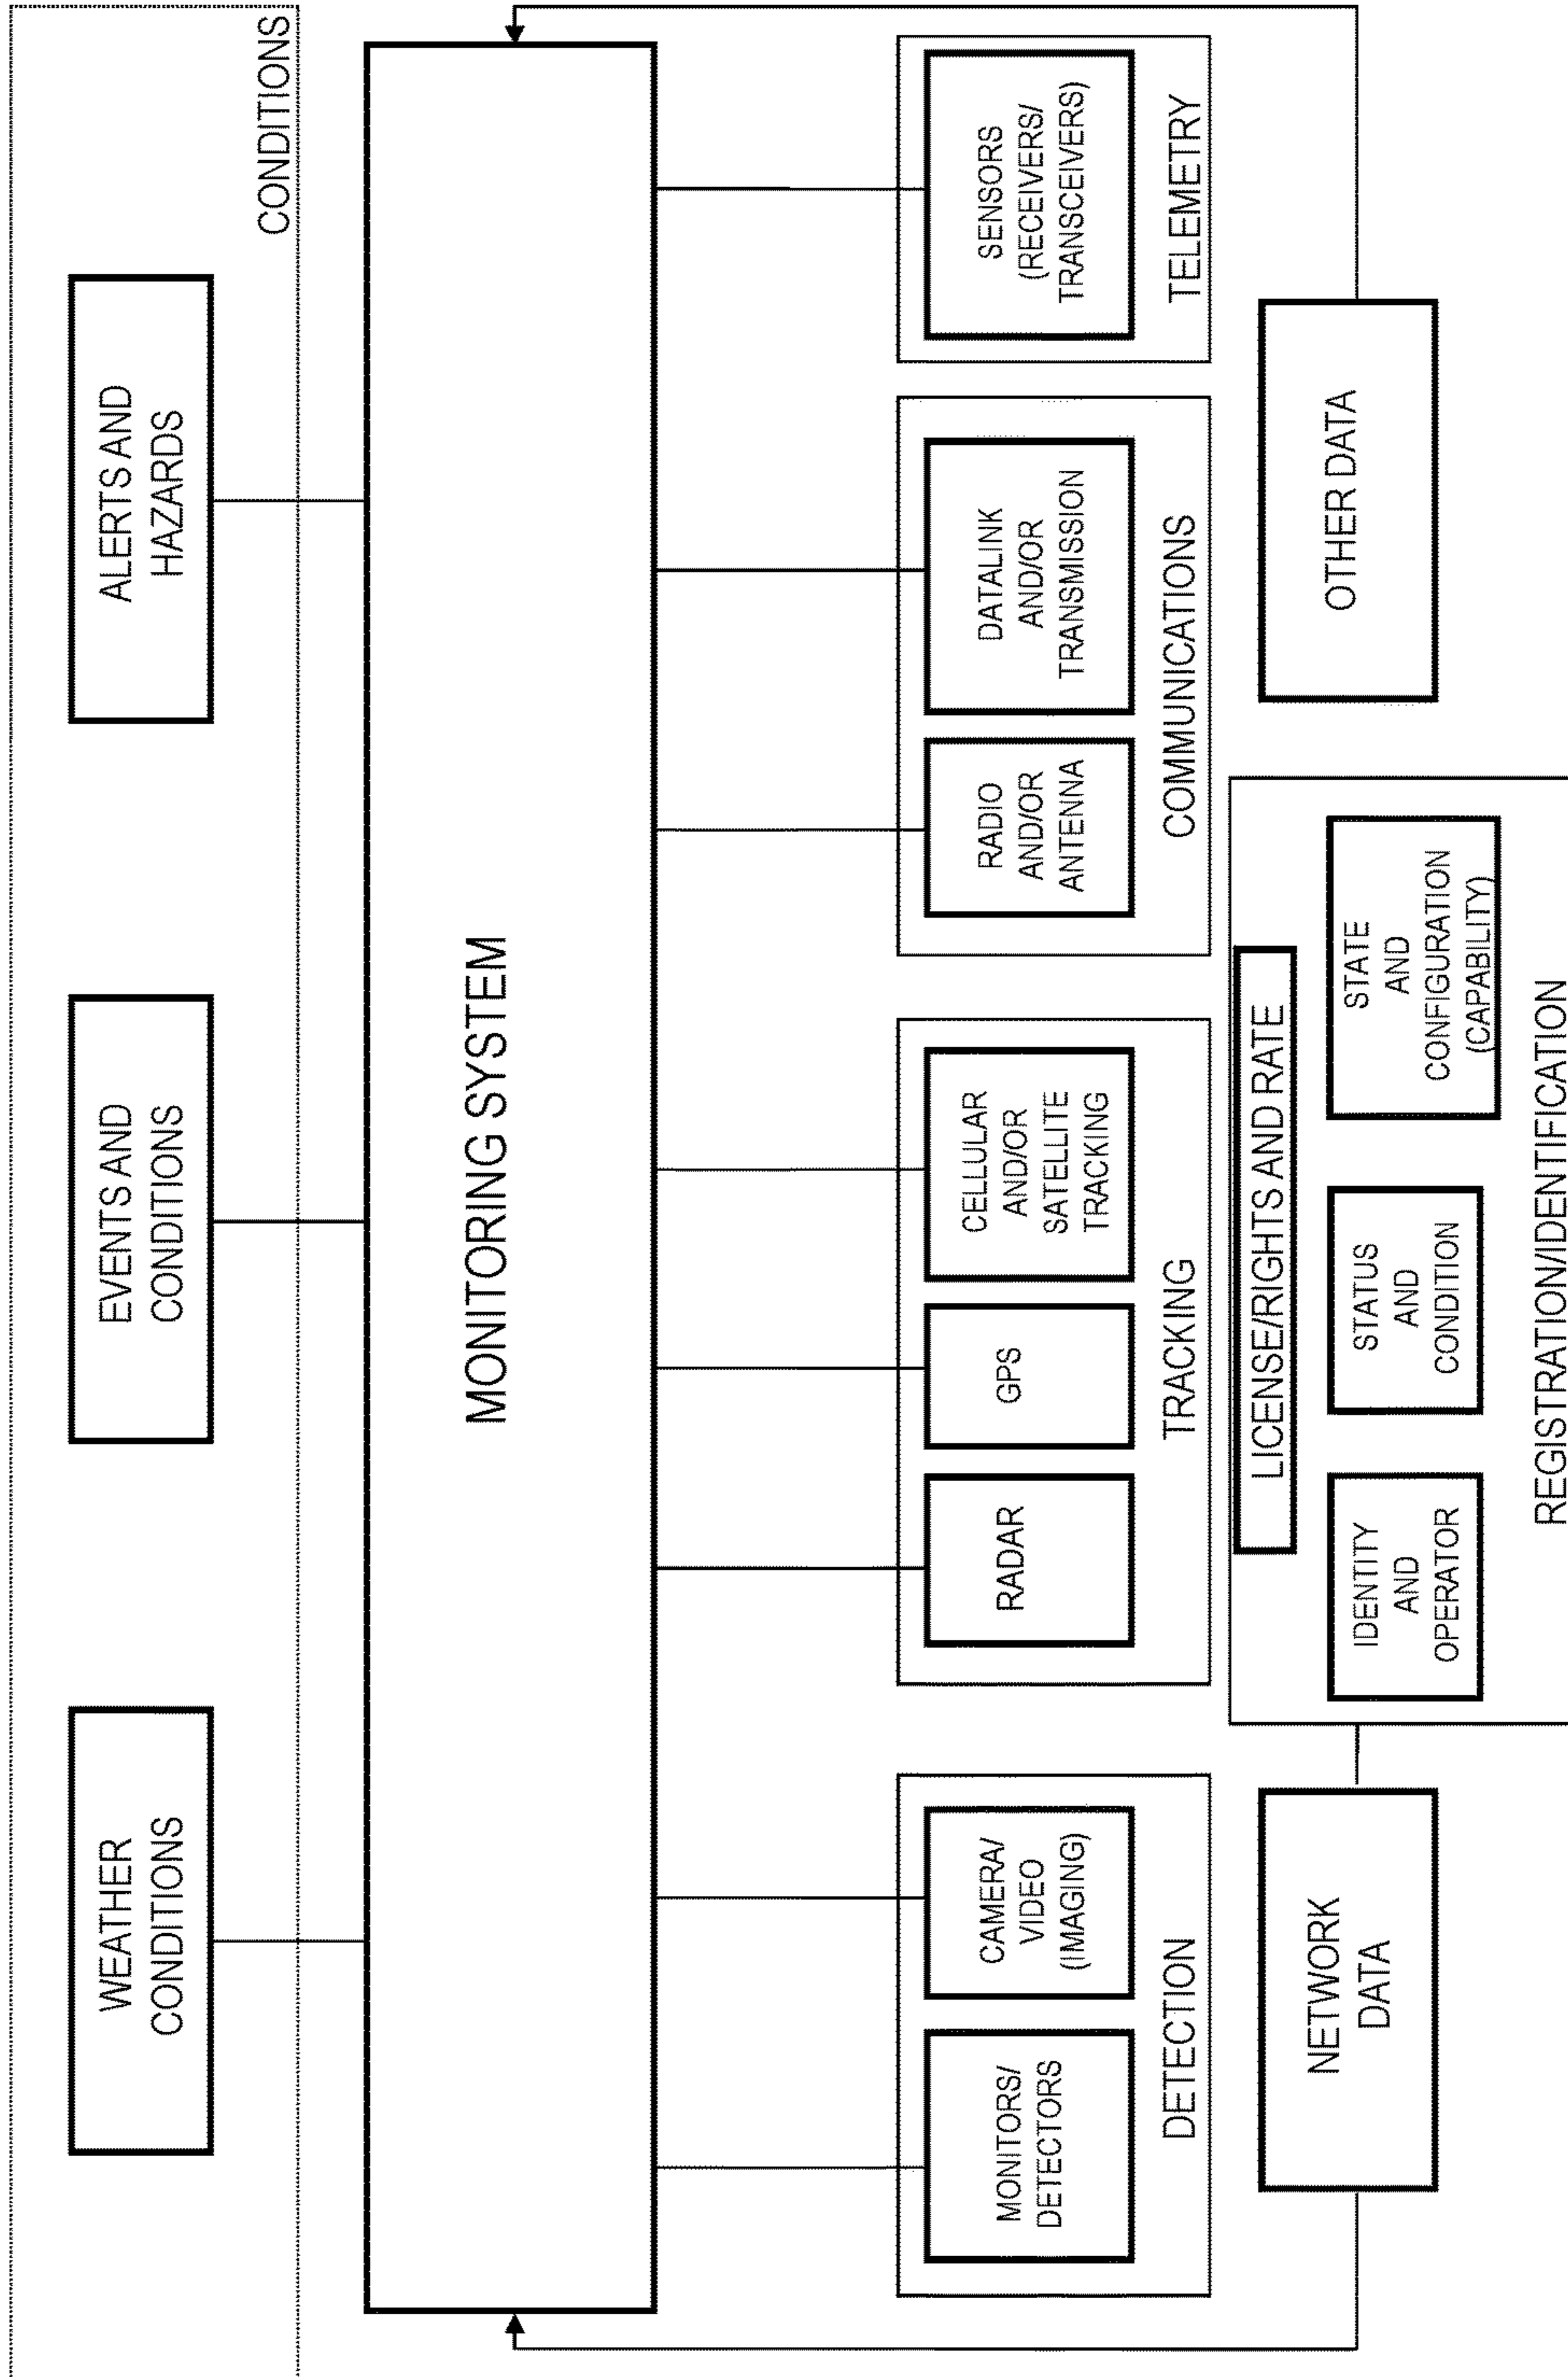 WEATHER
CONDITIONS
EVENTS AND
CONDITIONS
ALERTS AND
HAZARDS
CONDITIONS
MONITORING SYSTEM
MONITORS/
DETECTORS
CAMERA/
VIDEO
(IMAGING)
DETECTION
RADAR
GPS
CELLULAR
AND/OR
SATELLITE
TRACKING
TRACKING
RADIO
AND/OR
ANTENNA
DATALINK
AND/OR
TRANSMISSION
COMMUNICATIONS
SENSORS
(RECEIVERS/
TRANSCEIVERS)
TELEMETRY
NETWORK
DATA
LICENSE/RIGHTS AND RATE
IDENTITY
AND
OPERATOR
STATUS
AND
CONDITION
STATE
AND
CONFIGURATION
(CAPABILITY)
REGISTRATION/IDENTIFICATION
OTHER DATA